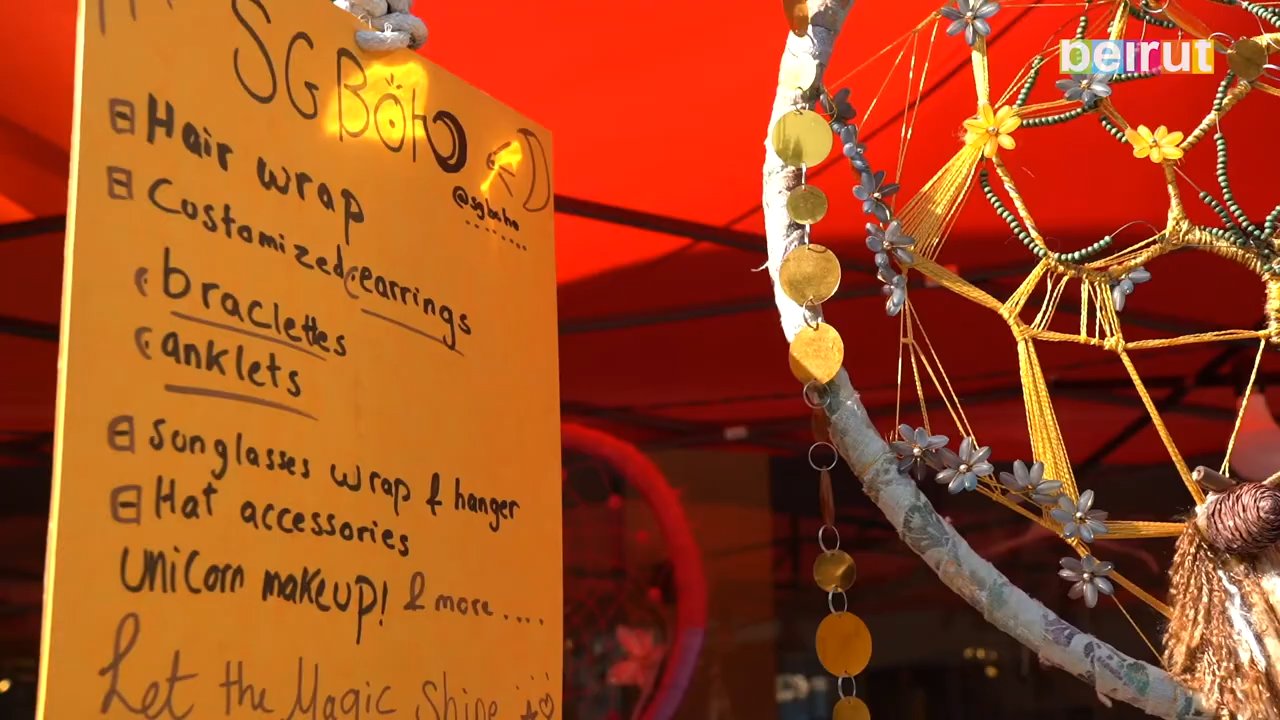 SG Boho
@sgboho
Hair wrap
Costomized earrings
braclettes
anklets
Sunglasses wrap & hanger
Hat accessories
UNiCorn makeup! & more....
Let the Magic Shine
beirut